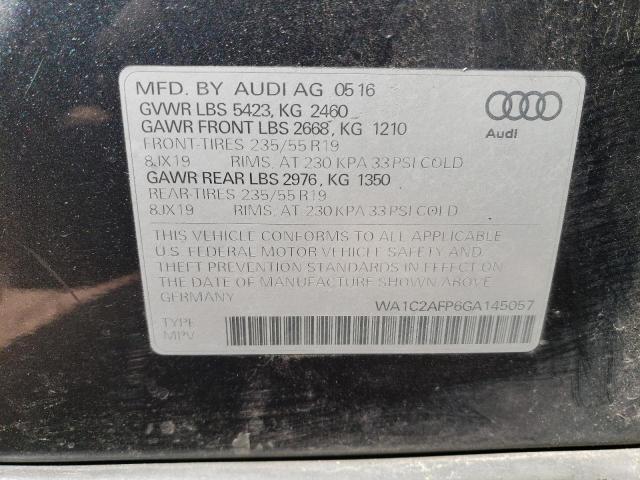 MFD. BY AUDI AG 0516
GVWR LBS 5423, KG 2460
GAWR FRONT LBS 2668, KG 1210
FRONT-TIRES 235/55 R19
8JX19 RIMS, AT 230 KPA 33 PSI COLD
GAWR REAR LBS 2976, KG 1350
REAR-TIRES 235/55 R19
8JX19 RIMS, AT 230 KPA 33 PSI COLD
Audi
THIS VEHICLE CONFORMS TO ALL APPLICABLE
U.S. FEDERAL MOTOR VEHICLE SAFETY AND
THEFT PREVENTION STANDARDS IN EFFECT ON
THE DATE OF MANUFACTURE SHOWN ABOVE.
GERMANY
WA1C2AFP6GA145057
TYPE
MPV